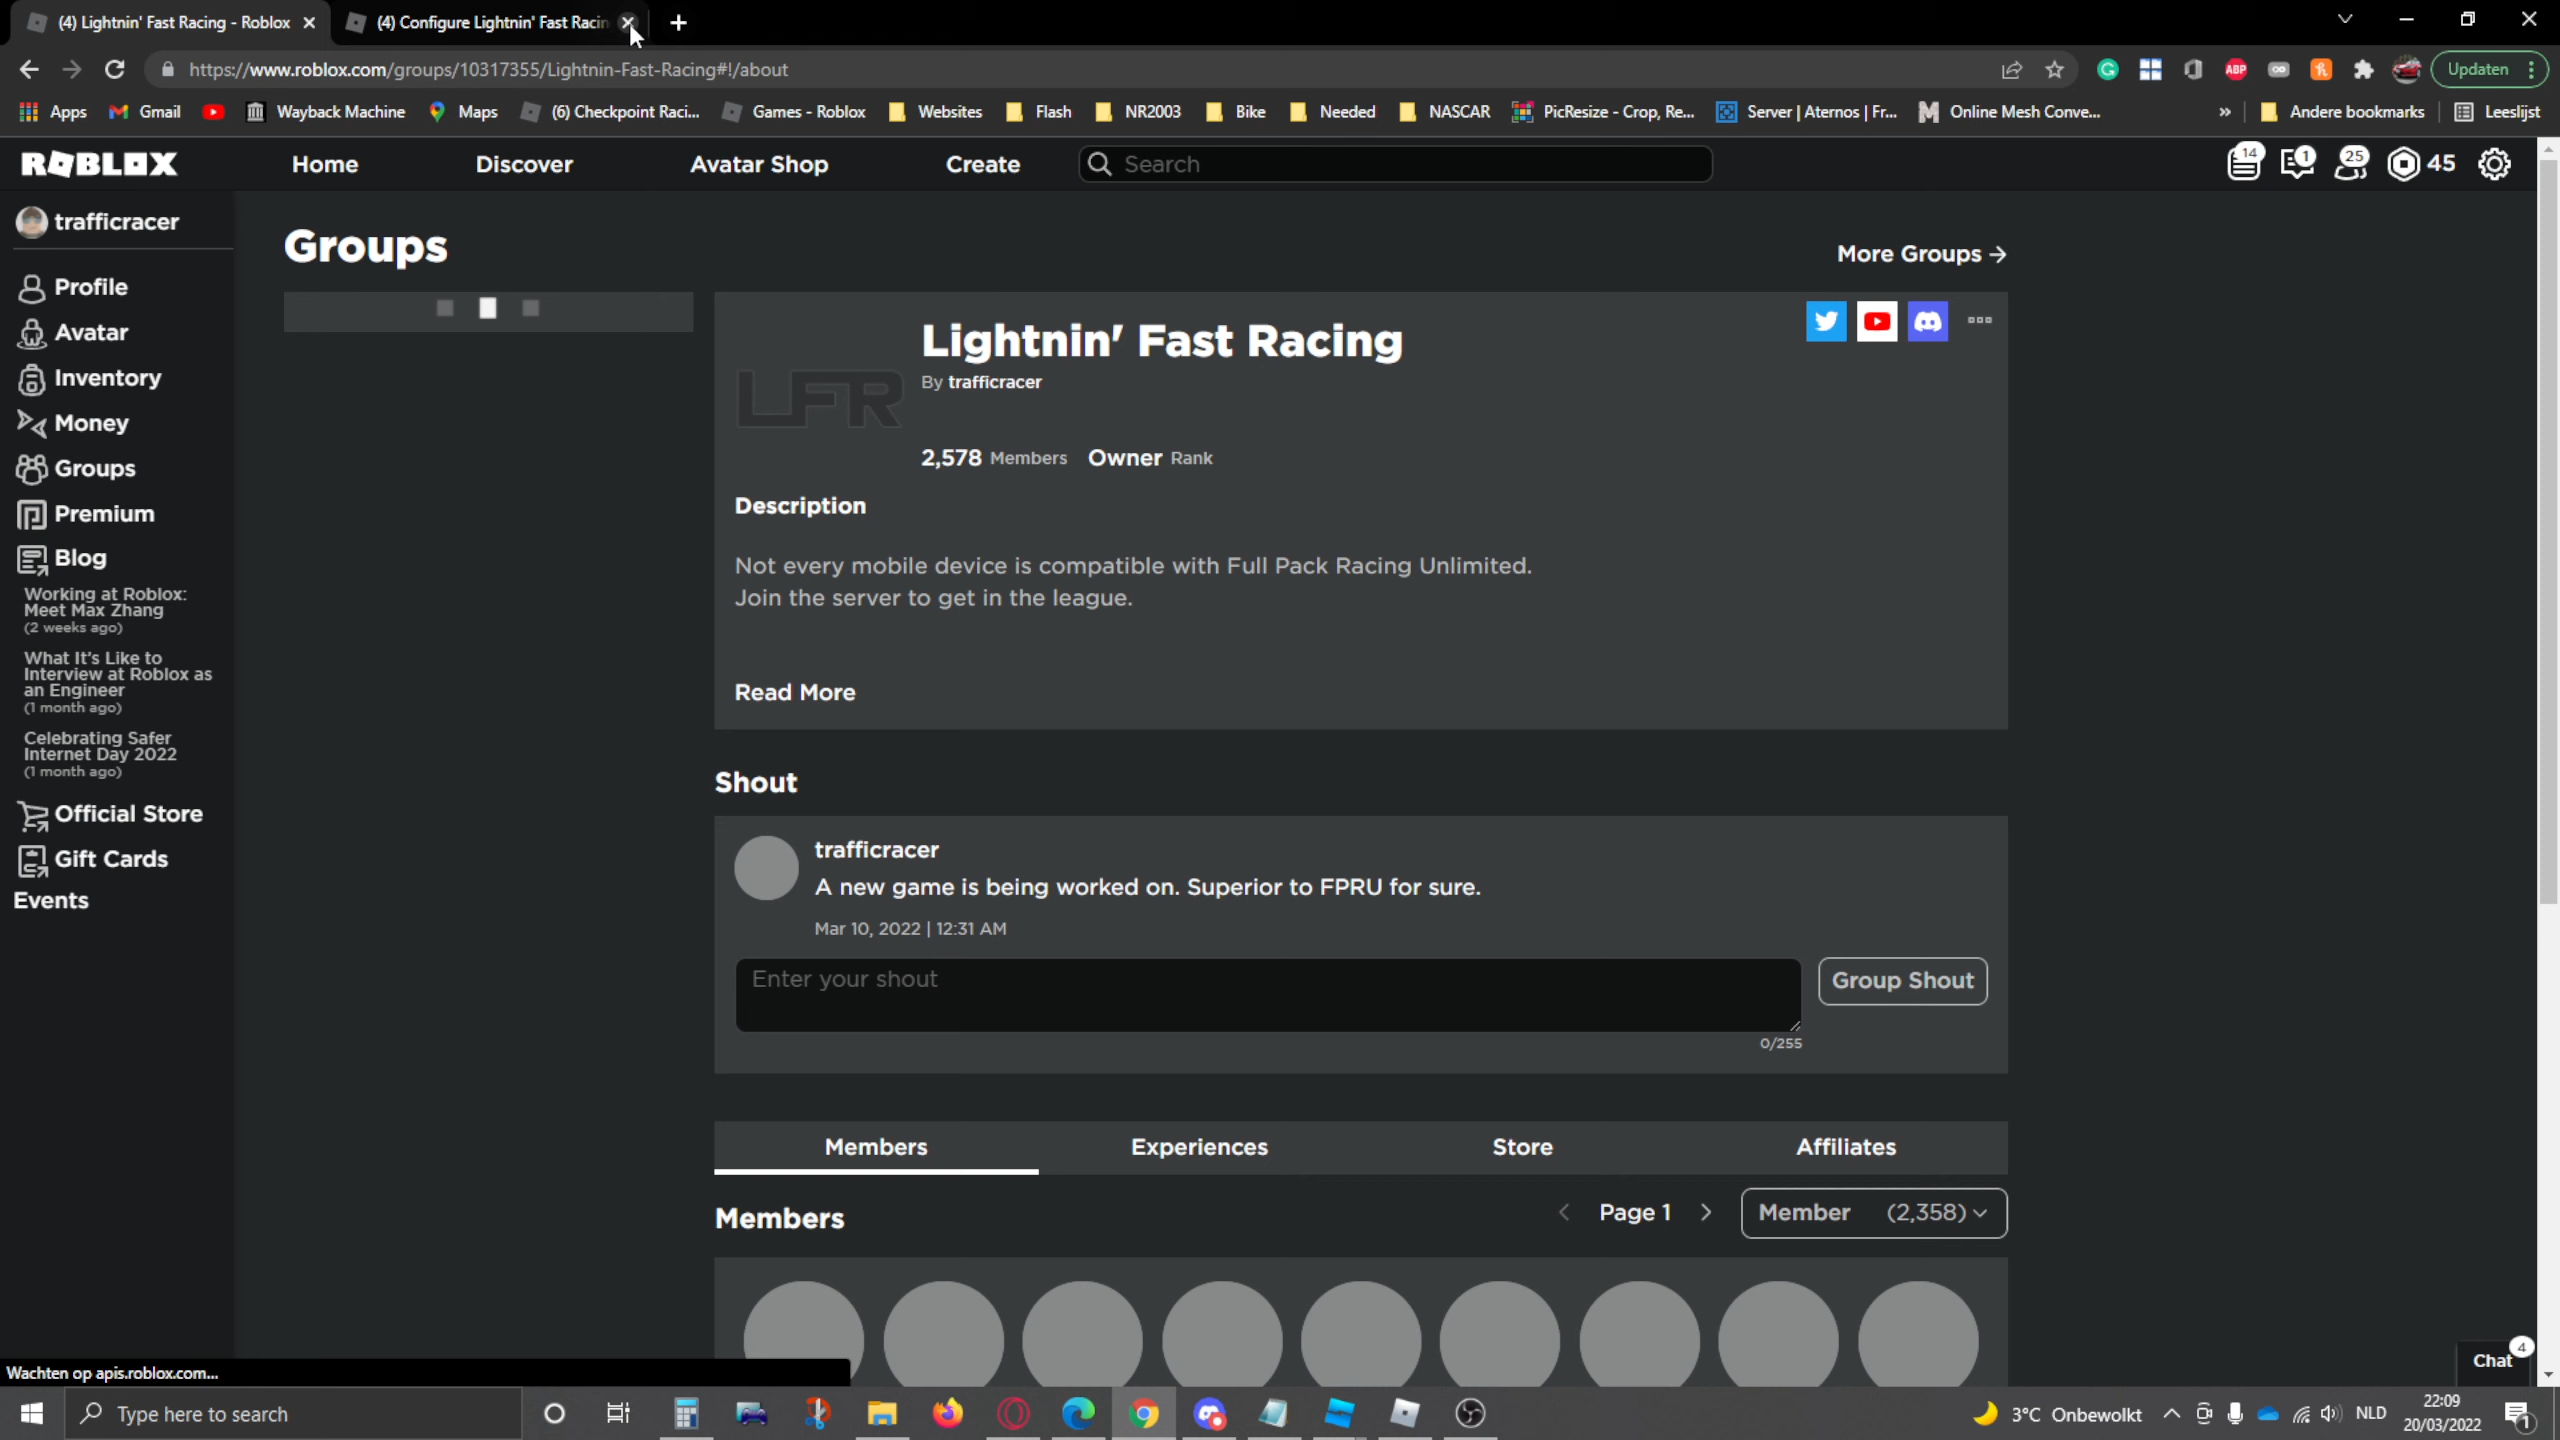 (4) Lightnin' Fast Racing - Roblox
(4) Configure Lightnin' Fast Racin
https://www.roblox.com/groups/10317355/Lightnin-Fast-Racing#!/about
ABP
Updaten
Apps
Gmail
Wayback Machine
Maps
(6) Checkpoint Raci...
Games - Roblox
Websites
Flash
NR2003
Bike
Needed
NASCAR
PicResize - Crop, Re...
Server | Aternos | Fr...
Online Mesh Conve...
»
Andere bookmarks
Leeslijst
ROBLOX
Home
Discover
Avatar Shop
Create
Search
14
1
25
45
trafficracer
Profile
Avatar
Inventory
Money
Groups
Premium
Blog
Working at Roblox:
Meet Max Zhang
(2 weeks ago)
What It's Like to
Interview at Roblox as
an Engineer
(1 month ago)
Celebrating Safer
Internet Day 2022
(1 month ago)
Official Store
Gift Cards
Events
Groups
More Groups
LFR
Lightnin' Fast Racing
By trafficracer
2,578 Members Owner Rank
Description
Not every mobile device is compatible with Full Pack Racing Unlimited.
Join the server to get in the league.
Read More
Shout
trafficracer
A new game is being worked on. Superior to FPRU for sure.
Mar 10, 2022 | 12:31 AM
Enter your shout
Group Shout
0/255
Members
Experiences
Store
Affiliates
Members
Page 1
Member (2,358)
Chat
4
Wachten op apis.roblox.com...
Type here to search
3°C Onbewolkt
NLD
22:09
20/03/2022
1